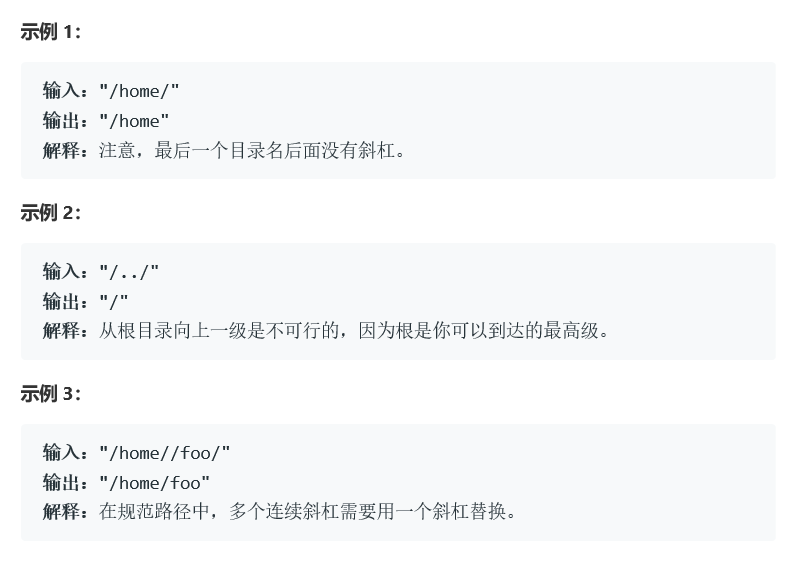 示例 1：
输入："/home/"
输出："/home"
解释：注意，最后一个目录名后面没有斜杠。
示例 2：
输入："/../"
输出："/"
解释：从根目录向上一级是不可行的，因为根是你可以到达的最高级。
示例 3：
输入："/home//foo/"
输出："/home/foo"
解释：在规范路径中，多个连续斜杠需要用一个斜杠替换。